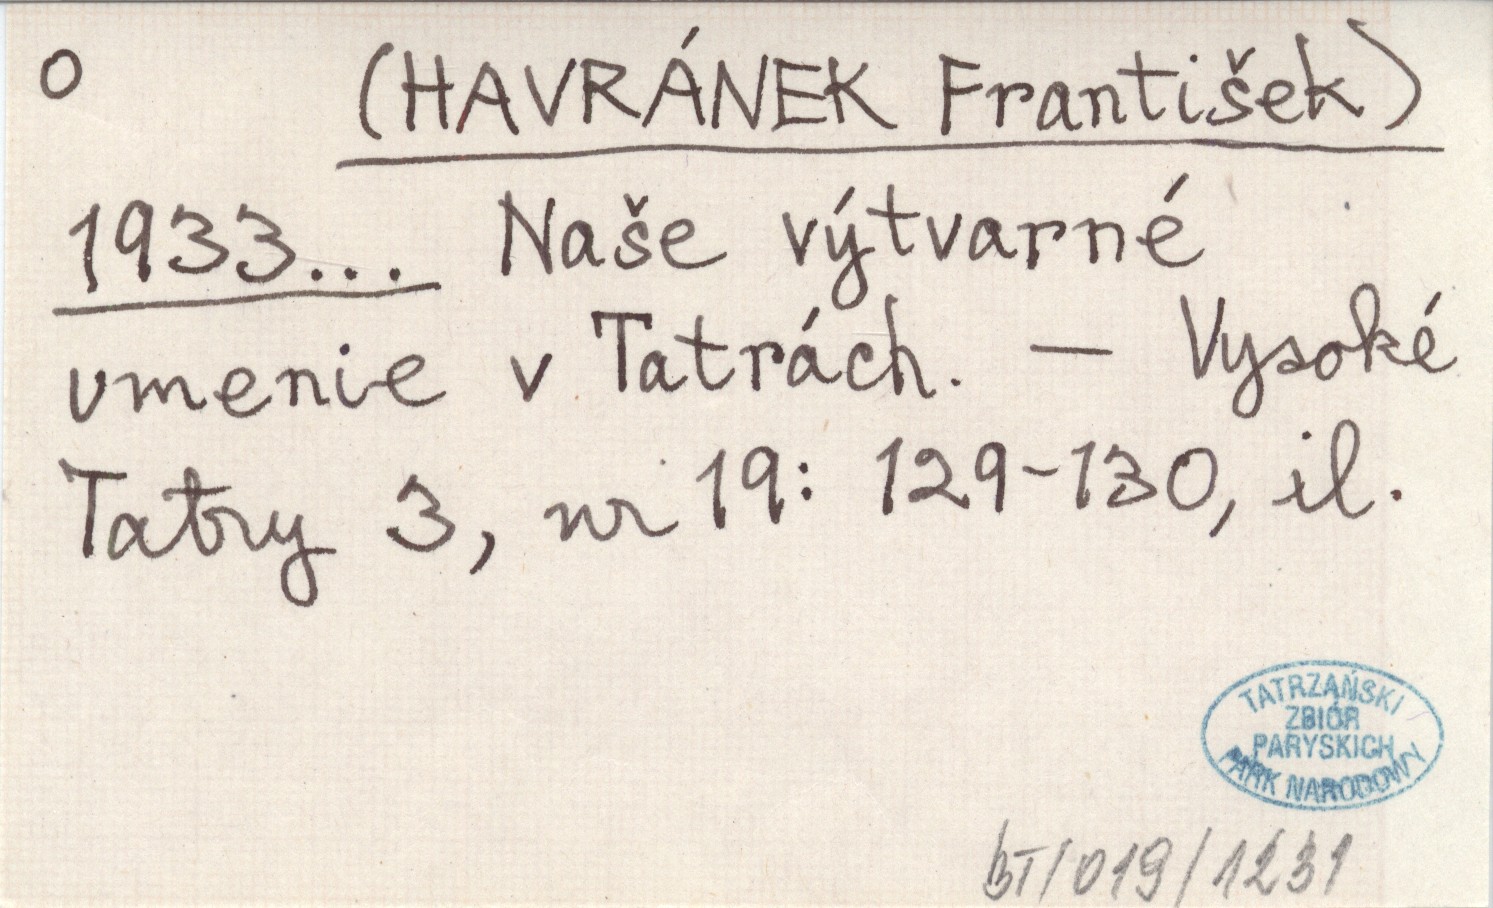 O (HAVRÁNEK František)
1933... Naše výtvarné
umenie v Tatrách. — Vysoké
Tatry 3, nr 19: 129-130, il.
TATRZAŃSKI
ZBIÓR
PARYSKICH
PARK NARODOWY
BT/019/1231